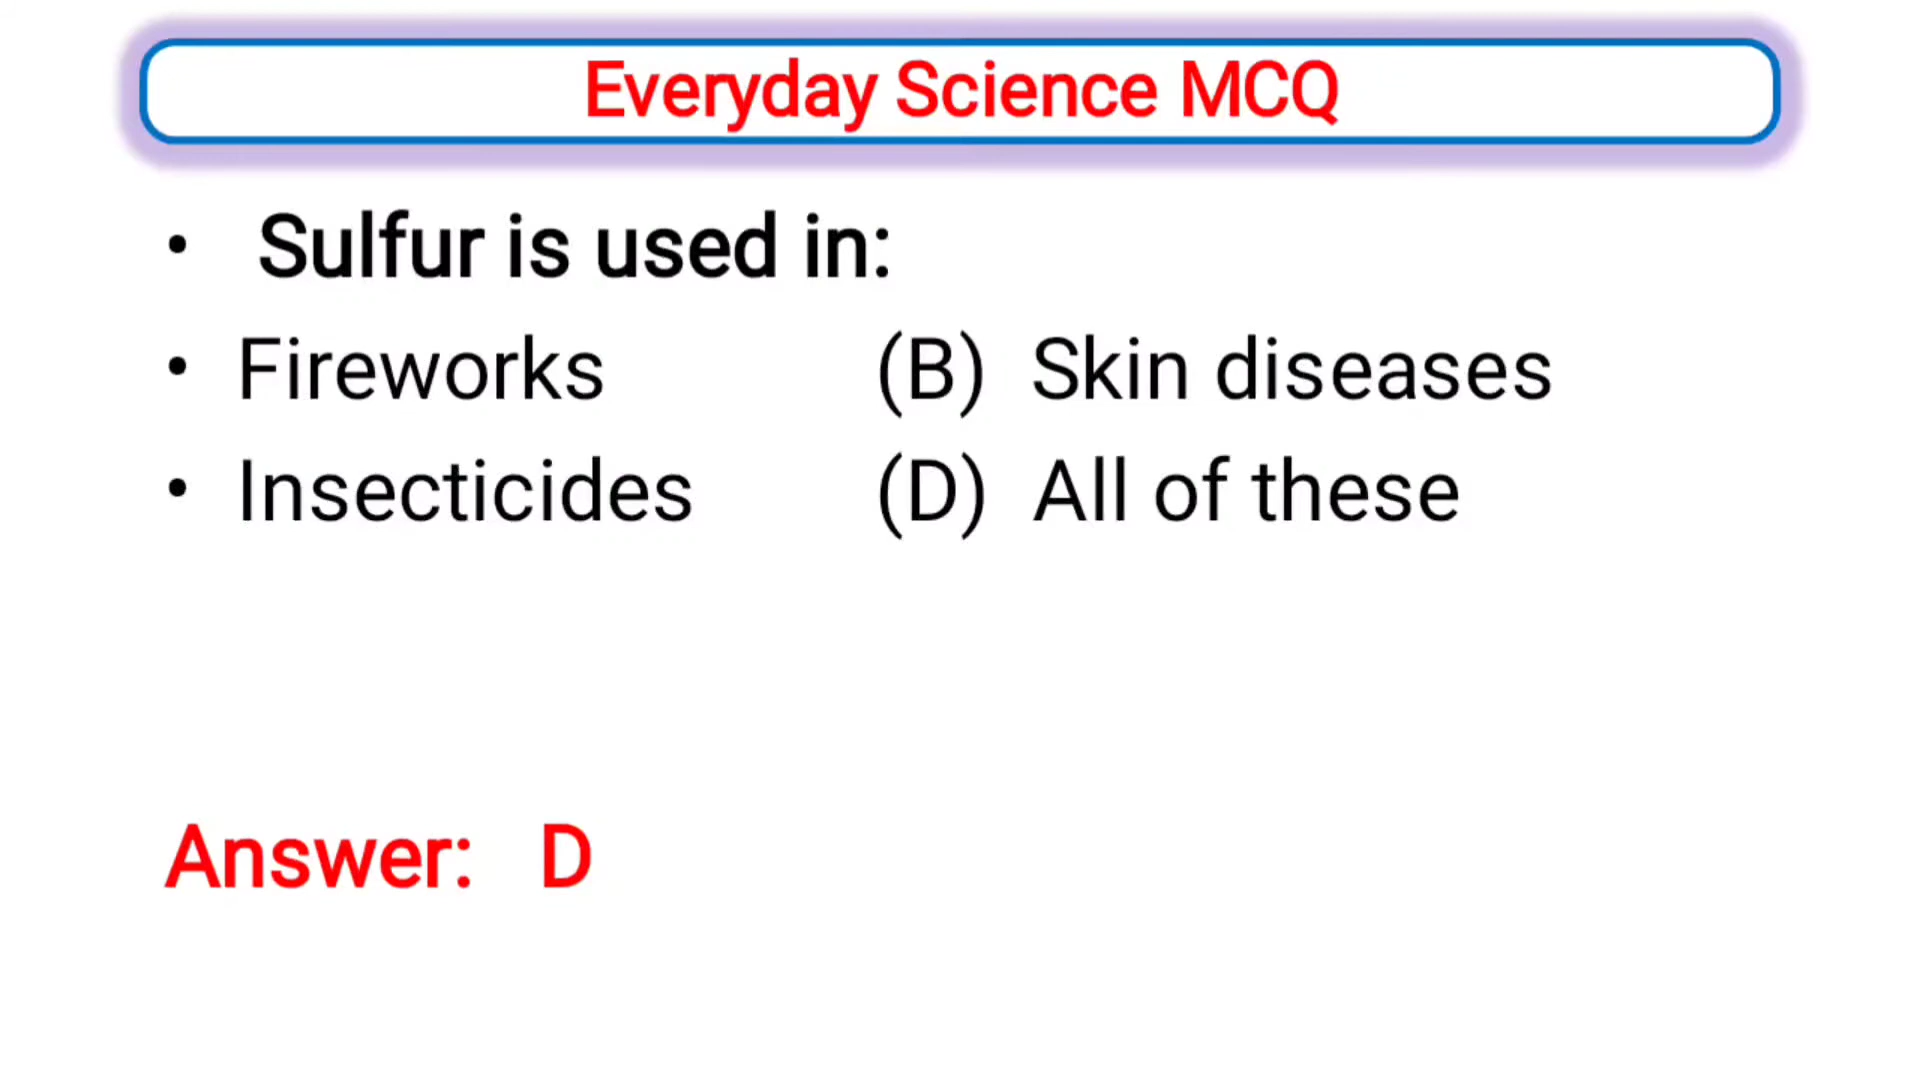 Everyday Science MCQ
• Sulfur is used in:
• Fireworks (B) Skin diseases
• Insecticides (D) All of these
Answer: D